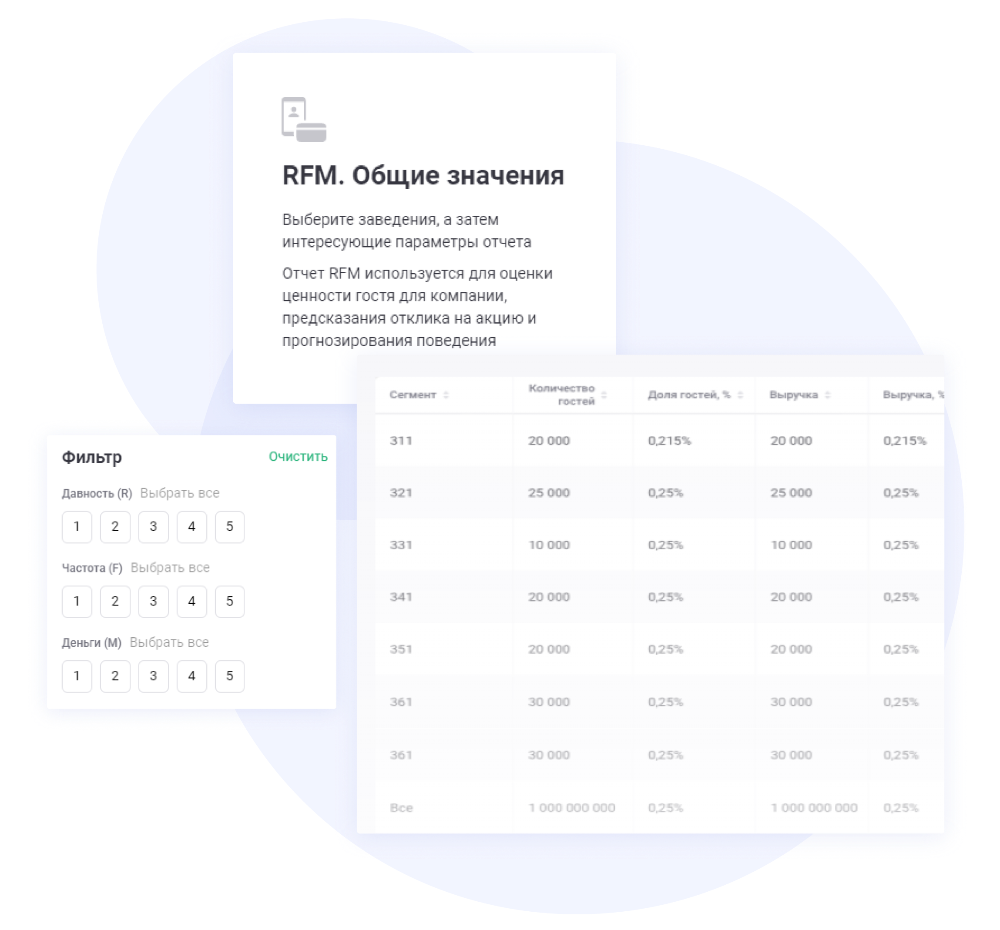 RFM. Общие значения
Выберите заведения, а затем
интересующие параметры отчета
Отчет RFM используется для оценки
ценности гостя для компании,
предсказания отклика на акцию и
прогнозирования поведения
Фильтр Очистить
Давность (R) Выбрать все
1 2 3 4 5
Частота (F) Выбрать все
1 2 3 4 5
Деньги (M) Выбрать все
1 2 3 4 5
Сегмент Количество гостей Доля гостей, % Выручка Выручка, %
311 20 000 0,215% 20 000 0,215%
321 25 000 0,25% 25 000 0,25%
331 10 000 0,25% 10 000 0,25%
341 20 000 0,25% 20 000 0,25%
351 20 000 0,25% 20 000 0,25%
361 30 000 0,25% 30 000 0,25%
361 30 000 0,25% 30 000 0,25%
Все 1 000 000 000 0,25% 1 000 000 000 0,25%